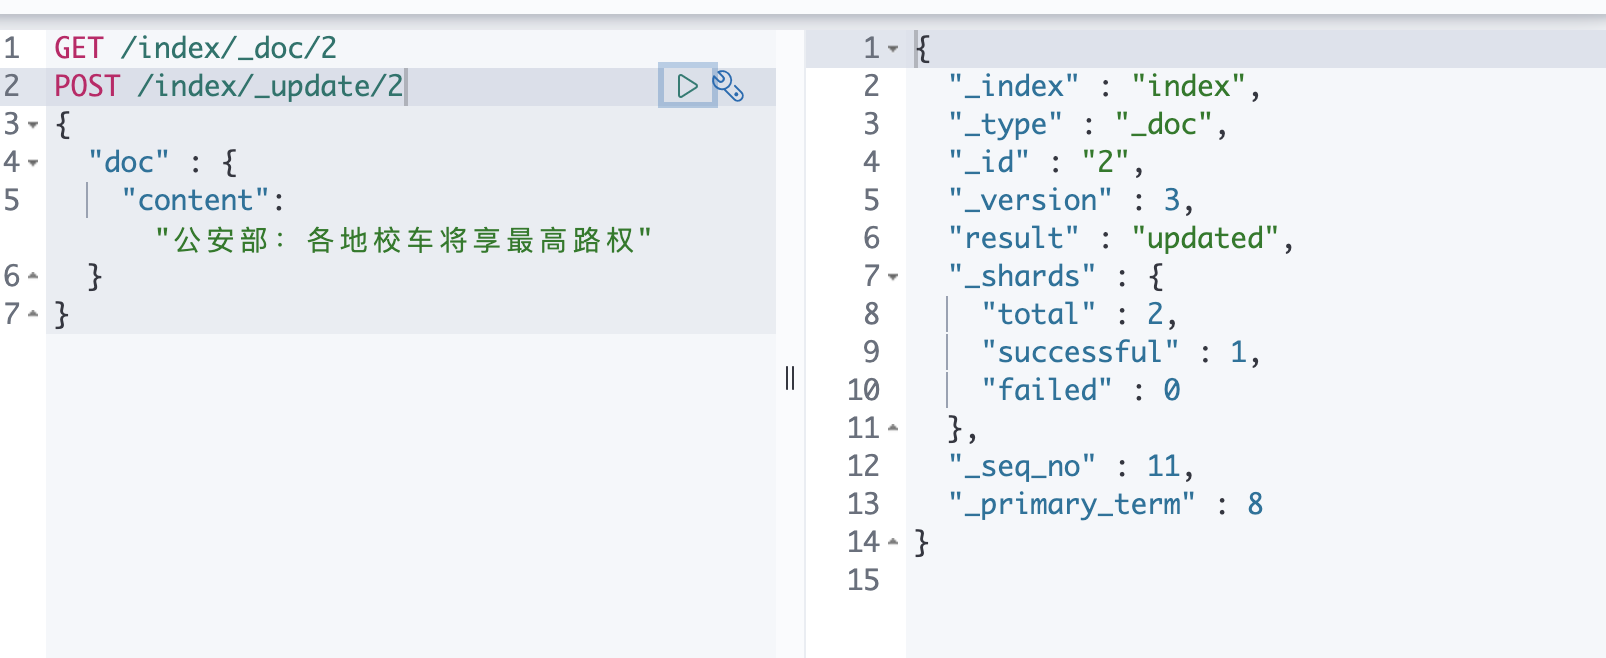 1 GET /index/_doc/2
2 POST /index/_update/2
3 {
4 "doc" : {
5 "content":
"公安部：各地校车将享最高路权"
6 }
7 }
1 {
2 "_index" : "index",
3 "_type" : "_doc",
4 "_id" : "2",
5 "_version" : 3,
6 "result" : "updated",
7 "_shards" : {
8 "total" : 2,
9 "successful" : 1,
10 "failed" : 0
11 },
12 "_seq_no" : 11,
13 "_primary_term" : 8
14 }
15